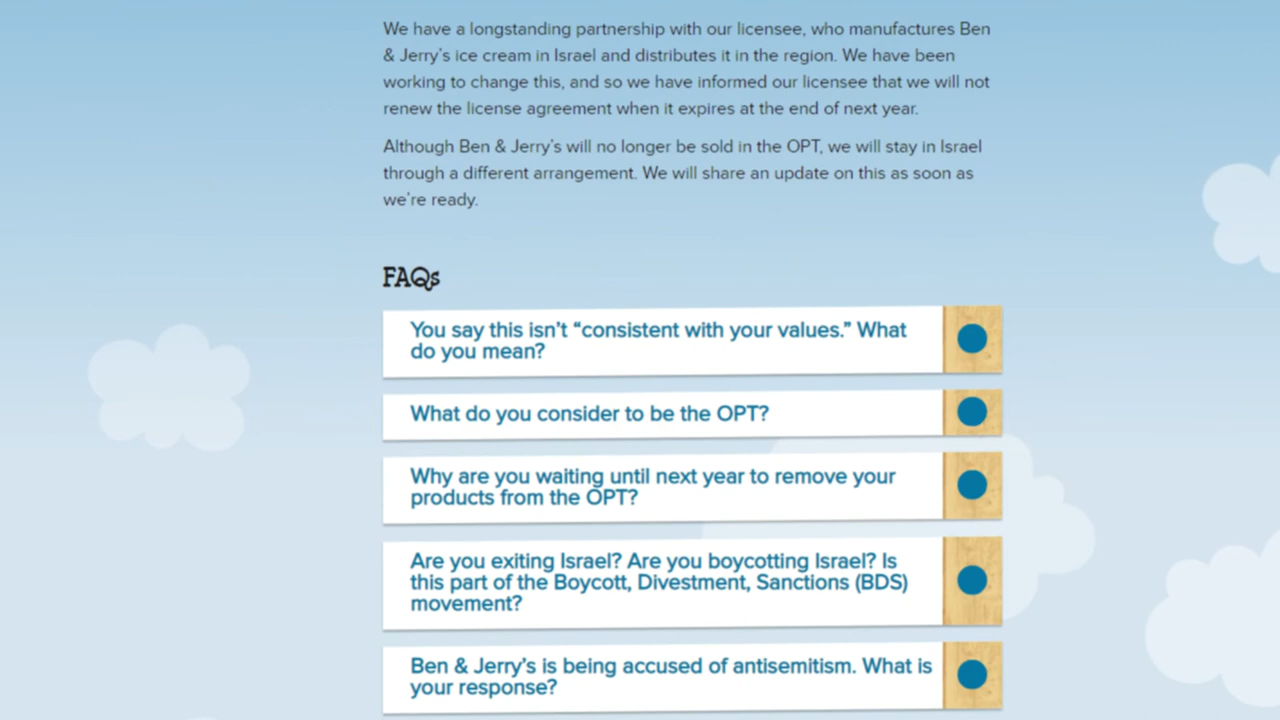 We have a longstanding partnership with our licensee, who manufactures Ben
& Jerry's ice cream in Israel and distributes it in the region. We have been
working to change this, and so we have informed our licensee that we will not
renew the license agreement when it expires at the end of next year.
Although Ben & Jerry's will no longer be sold in the OPT, we will stay in Israel
through a different arrangement. We will share an update on this as soon as
we're ready.
FAQs
You say this isn't “consistent with your values.” What
do you mean?
What do you consider to be the OPT?
Why are you waiting until next year to remove your
products from the OPT?
Are you exiting Israel? Are you boycotting Israel? Is
this part of the Boycott, Divestment, Sanctions (BDS)
movement?
Ben & Jerry's is being accused of antisemitism. What is
your response?